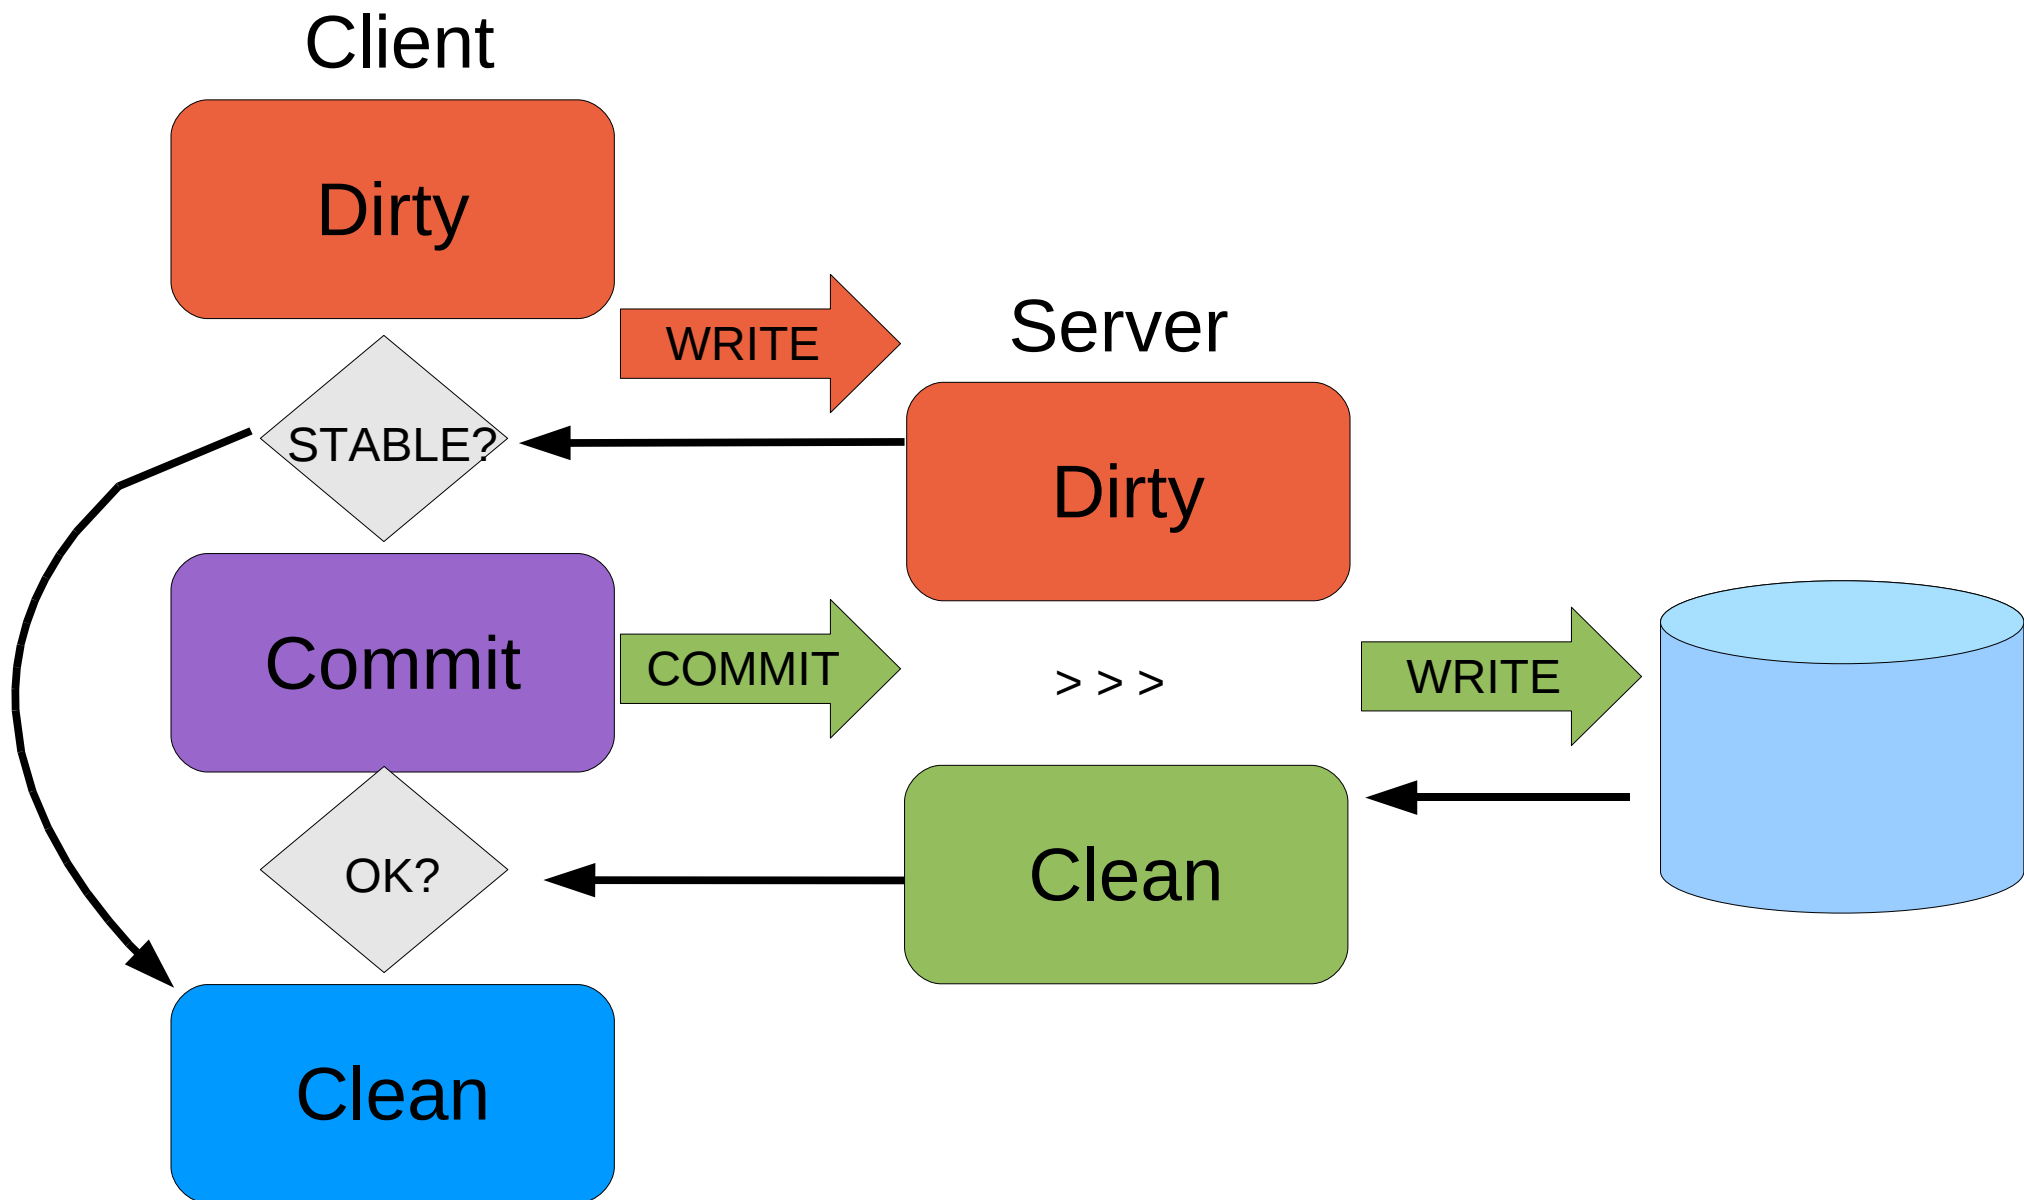 Client
Dirty
WRITE
Server
STABLE?
Dirty
Commit
COMMIT
> > >
WRITE
OK?
Clean
Clean